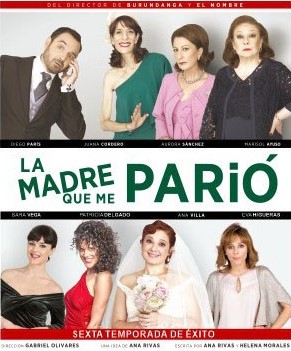 DEL DIRECTOR DE BURUNDANGA Y EL NOMBRE
DIEGO PARÍS JUANA CORDERO AURORA SÁNCHEZ MARISOL AYUSO
LA
MADRE
QUE ME
PARiÓ
SARA VEGA PATRICIA DELGADO ANA VILLA EVA HIGUERAS
SEXTA TEMPORADA DE ÉXITO
DIRECCIÓN GABRIEL OLIVARES UNA IDEA DE ANA RIVAS ESCRITA POR ANA RIVAS - HELENA MORALES